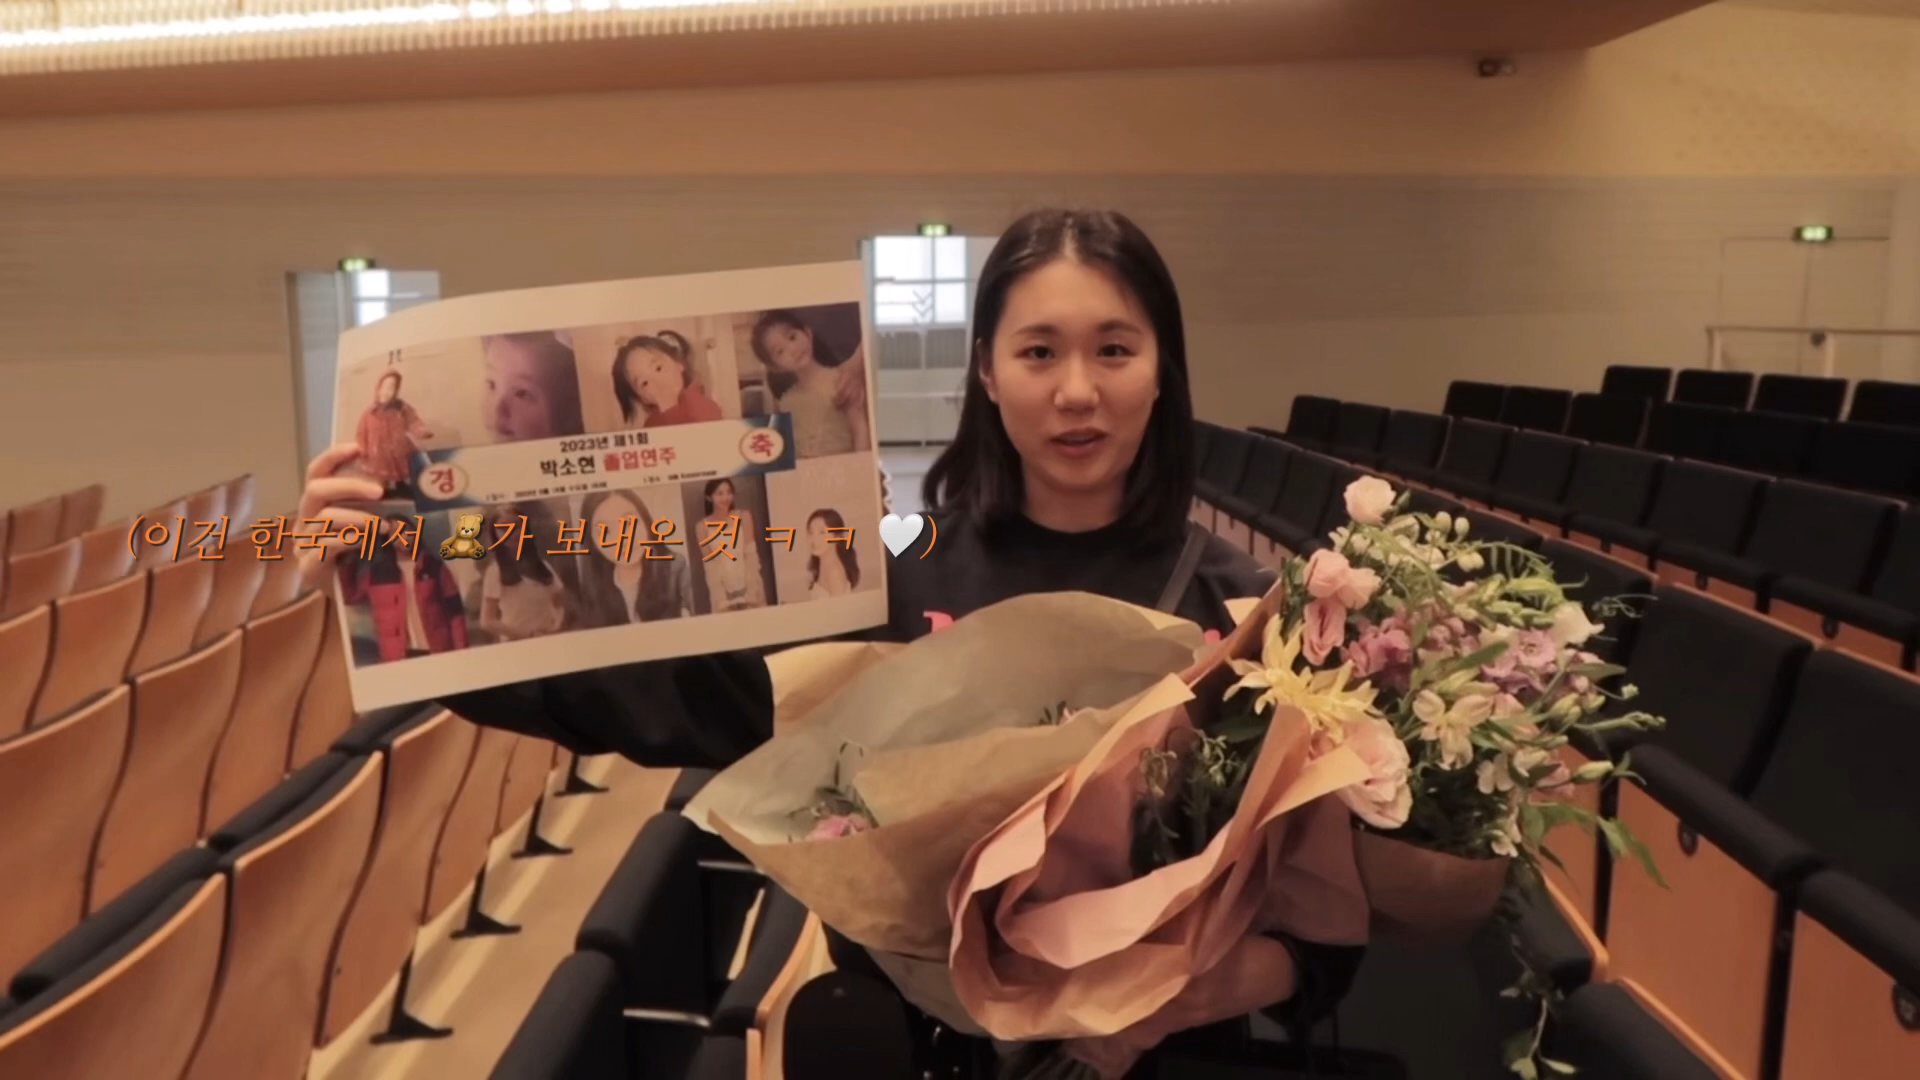 2023년 제1회
박소현 졸업연주
경
축
(이건 한국에서 🧸가 보내온 것 ㅋ ㅋ 🤍)